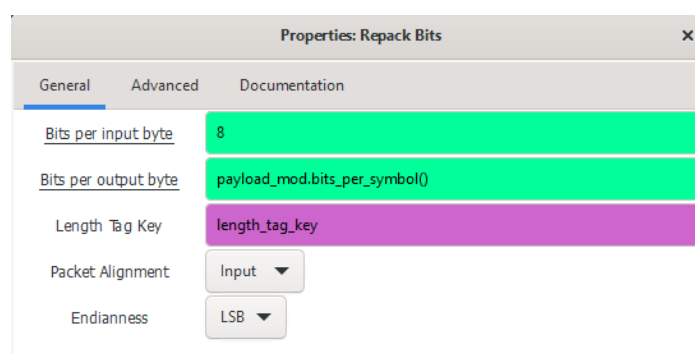 Properties: Repack Bits ×
General Advanced Documentation
Bits per input byte 8
Bits per output byte payload_mod.bits_per_symbol()
Length Tag Key length_tag_key
Packet Alignment Input
Endianness LSB